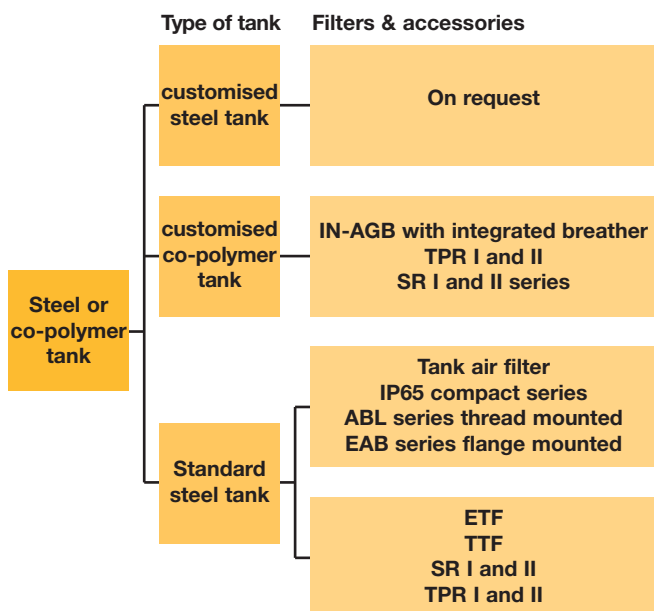 Type of tank
Filters & accessories
customised
steel tank
On request
customised
co-polymer
tank
IN-AGB with integrated breather
TPR I and II
SR I and II series
Steel or
co-polymer
tank
Tank air filter
IP65 compact series
ABL series thread mounted
EAB series flange mounted
Standard
steel tank
ETF
TTF
SR I and II
TPR I and II